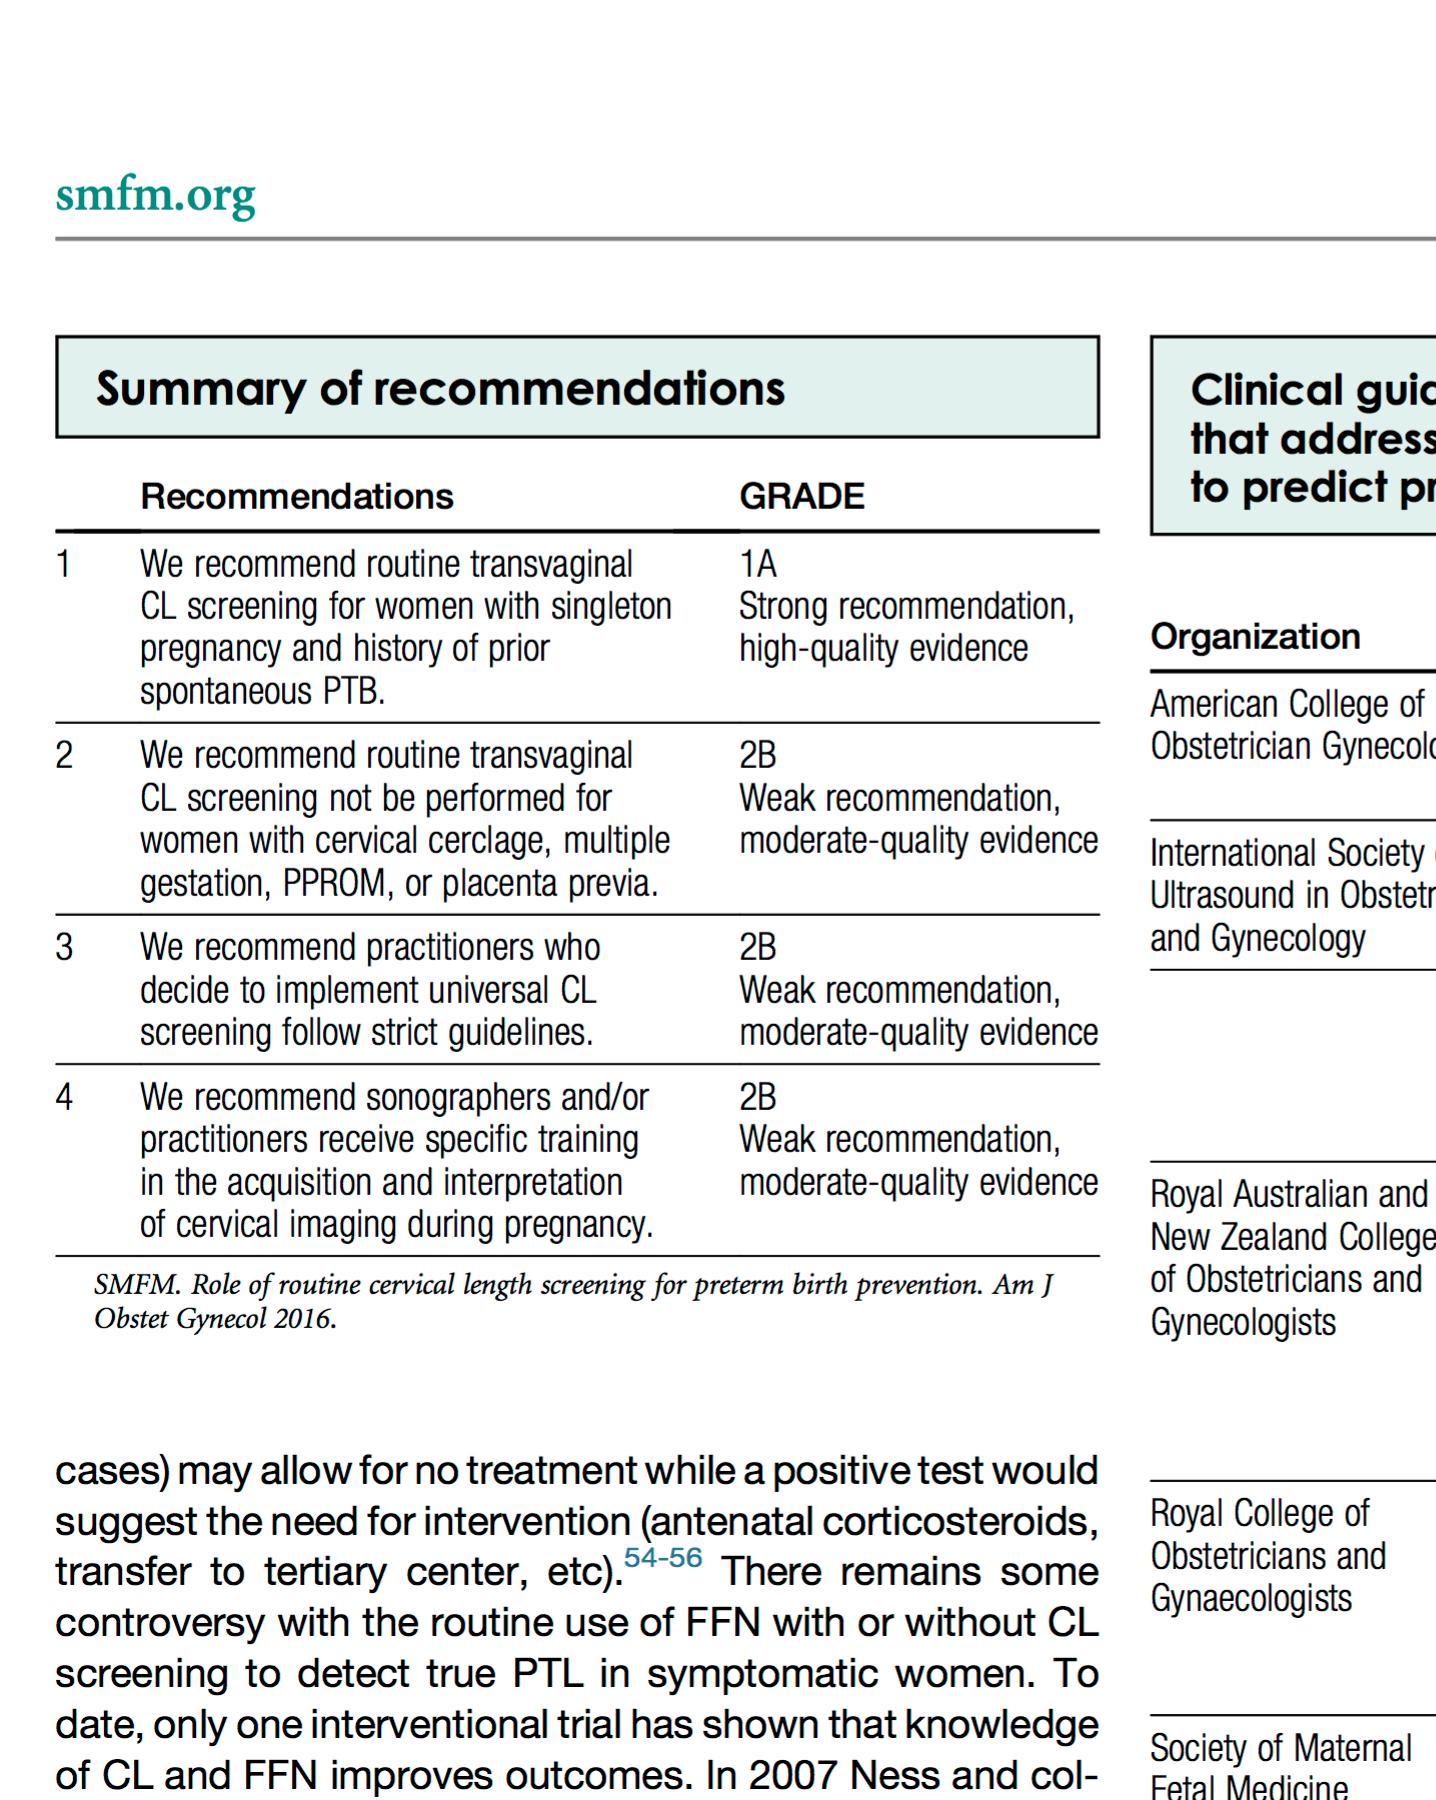 smfm.org
Summary of recommendations
Recommendations GRADE
1 We recommend routine transvaginal 1A
CL screening for women with singleton Strong recommendation,
pregnancy and history of prior high-quality evidence
spontaneous PTB.
2 We recommend routine transvaginal 2B
CL screening not be performed for Weak recommendation,
women with cervical cerclage, multiple moderate-quality evidence
gestation, PPROM, or placenta previa.
3 We recommend practitioners who 2B
decide to implement universal CL Weak recommendation,
screening follow strict guidelines. moderate-quality evidence
4 We recommend sonographers and/or 2B
practitioners receive specific training Weak recommendation,
in the acquisition and interpretation moderate-quality evidence
of cervical imaging during pregnancy.
SMFM. Role of routine cervical length screening for preterm birth prevention. Am J
Obstet Gynecol 2016.
cases) may allow for no treatment while a positive test would
suggest the need for intervention (antenatal corticosteroids,
transfer to tertiary center, etc).54-56 There remains some
controversy with the routine use of FFN with or without CL
screening to detect true PTL in symptomatic women. To
date, only one interventional trial has shown that knowledge
of CL and FFN improves outcomes. In 2007 Ness and col-
Clinical
that address
to predict
Organization
American College of
Obstetrician
International Society
Ultrasound in
and Gynecology
Royal Australian and
New Zealand College
of Obstetricians and
Gynecologists
Royal College of
Obstetricians and
Gynaecologists
Society of Maternal
Fetal Medicine